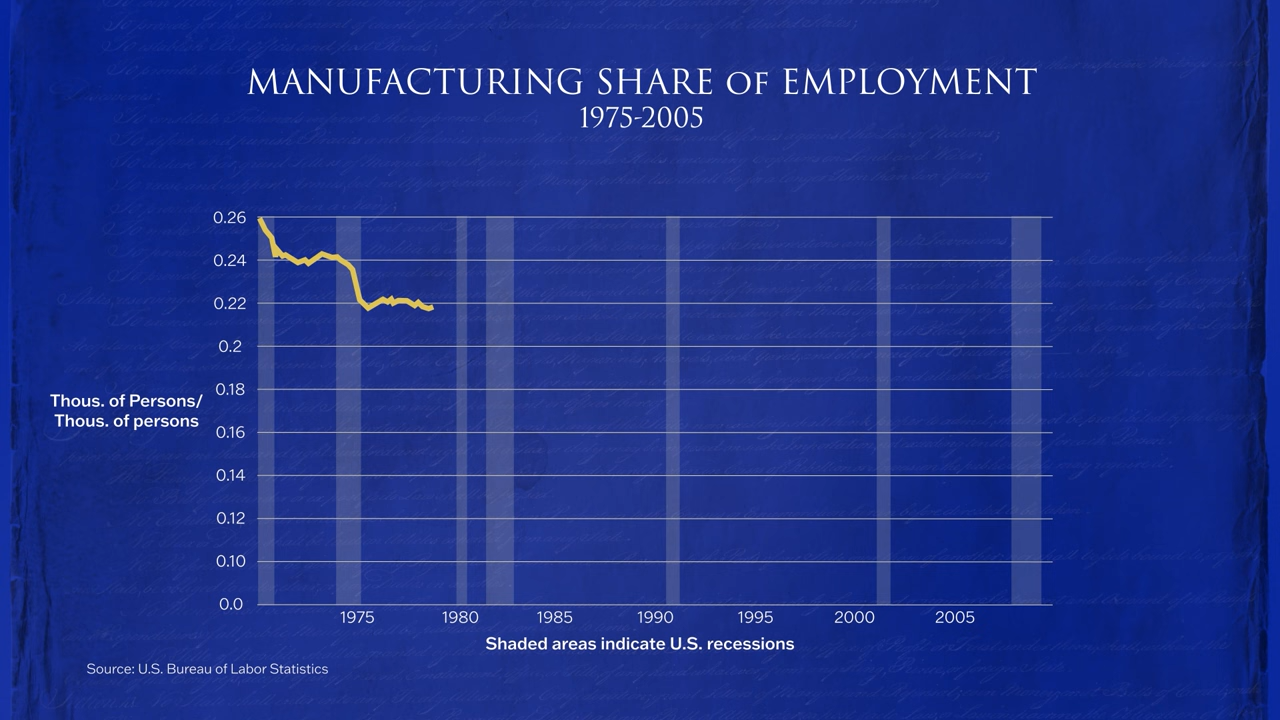 MANUFACTURING SHARE OF EMPLOYMENT
1975-2005
0.26
0.24
0.22
0.2
0.18
Thous. of Persons/
Thous. of persons
0.16
0.14
0.12
0.10
0.0
1975 1980 1985 1990 1995 2000 2005
Shaded areas indicate U.S. recessions
Source: U.S. Bureau of Labor Statistics